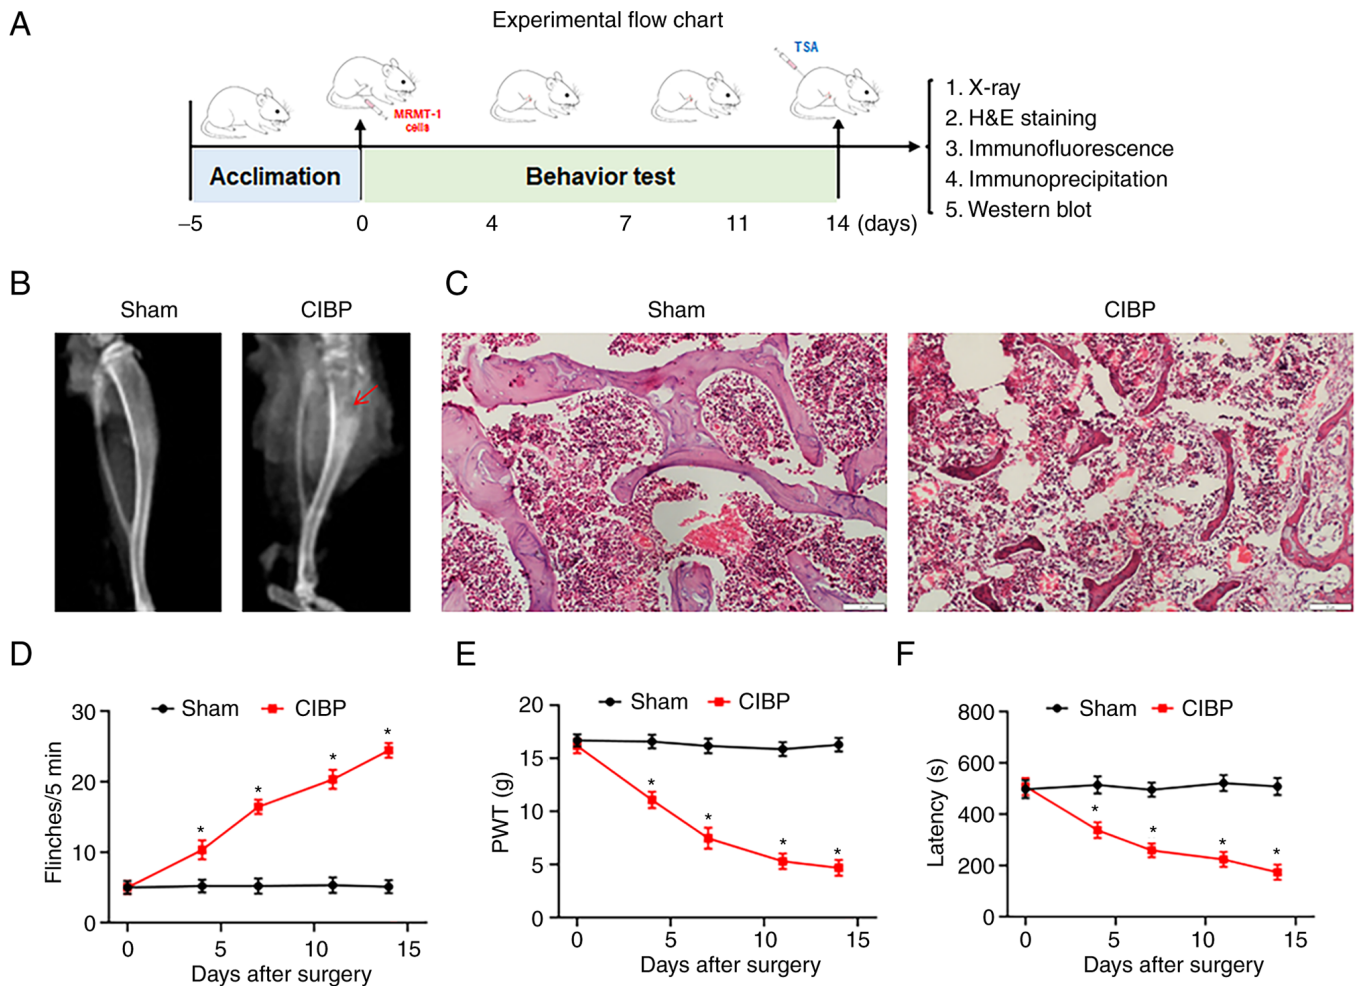 A
Experimental flow chart
TSA
MRMT-1
cells
Acclimation
Behavior test
–5
0
4
7
11
14 (days)
1. X-ray
2. H&E staining
3. Immunofluorescence
4. Immunoprecipitation
5. Western blot
B
Sham
CIBP
C
Sham
CIBP
D
Sham
CIBP
Flinches/5 min
30
20
10
0
* * * *
0 5 10 15
Days after surgery
E
Sham
CIBP
PWT (g)
20
15
10
5
0
* * * *
0 5 10 15
Days after surgery
F
Sham
CIBP
Latency (s)
800
600
400
200
0
* * * *
0 5 10 15
Days after surgery